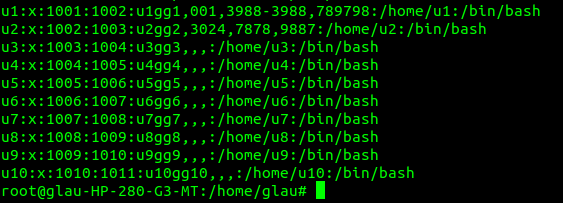 u1:x:1001:1002:u1gg1,001,3988-3988,789798:/home/u1:/bin/bash
u2:x:1002:1003:u2gg2,3024,7878,9887:/home/u2:/bin/bash
u3:x:1003:1004:u3gg3,,,:/home/u3:/bin/bash
u4:x:1004:1005:u4gg4,,,:/home/u4:/bin/bash
u5:x:1005:1006:u5gg5,,,:/home/u5:/bin/bash
u6:x:1006:1007:u6gg6,,,:/home/u6:/bin/bash
u7:x:1007:1008:u7gg7,,,:/home/u7:/bin/bash
u8:x:1008:1009:u8gg8,,,:/home/u8:/bin/bash
u9:x:1009:1010:u9gg9,,,:/home/u9:/bin/bash
u10:x:1010:1011:u10gg10,,,:/home/u10:/bin/bash
root@glau-HP-280-G3-MT:/home/glau#